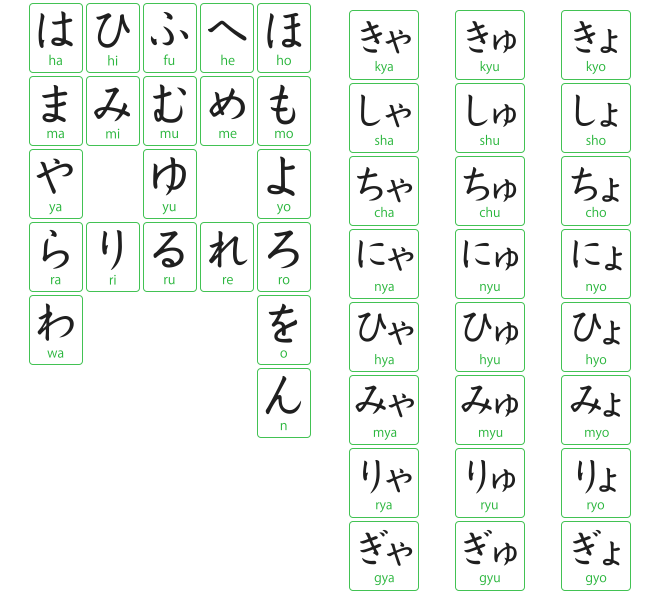 は ひ ふ へ ほ
ha hi fu he ho
ま み む め も
ma mi mu me mo
や ゆ よ
ya yu yo
ら り る れ ろ
ra ri ru re ro
わ を
wa o
ん
n
きゃ きゅ きょ
kya kyu kyo
しゃ しゅ しょ
sha shu sho
ちゃ ちゅ ちょ
cha chu cho
にゃ にゅ にょ
nya nyu nyo
ひゃ ひゅ ひょ
hya hyu hyo
みゃ みゅ みょ
mya myu myo
りゃ りゅ りょ
rya ryu ryo
ぎゃ ぎゅ ぎょ
gya gyu gyo